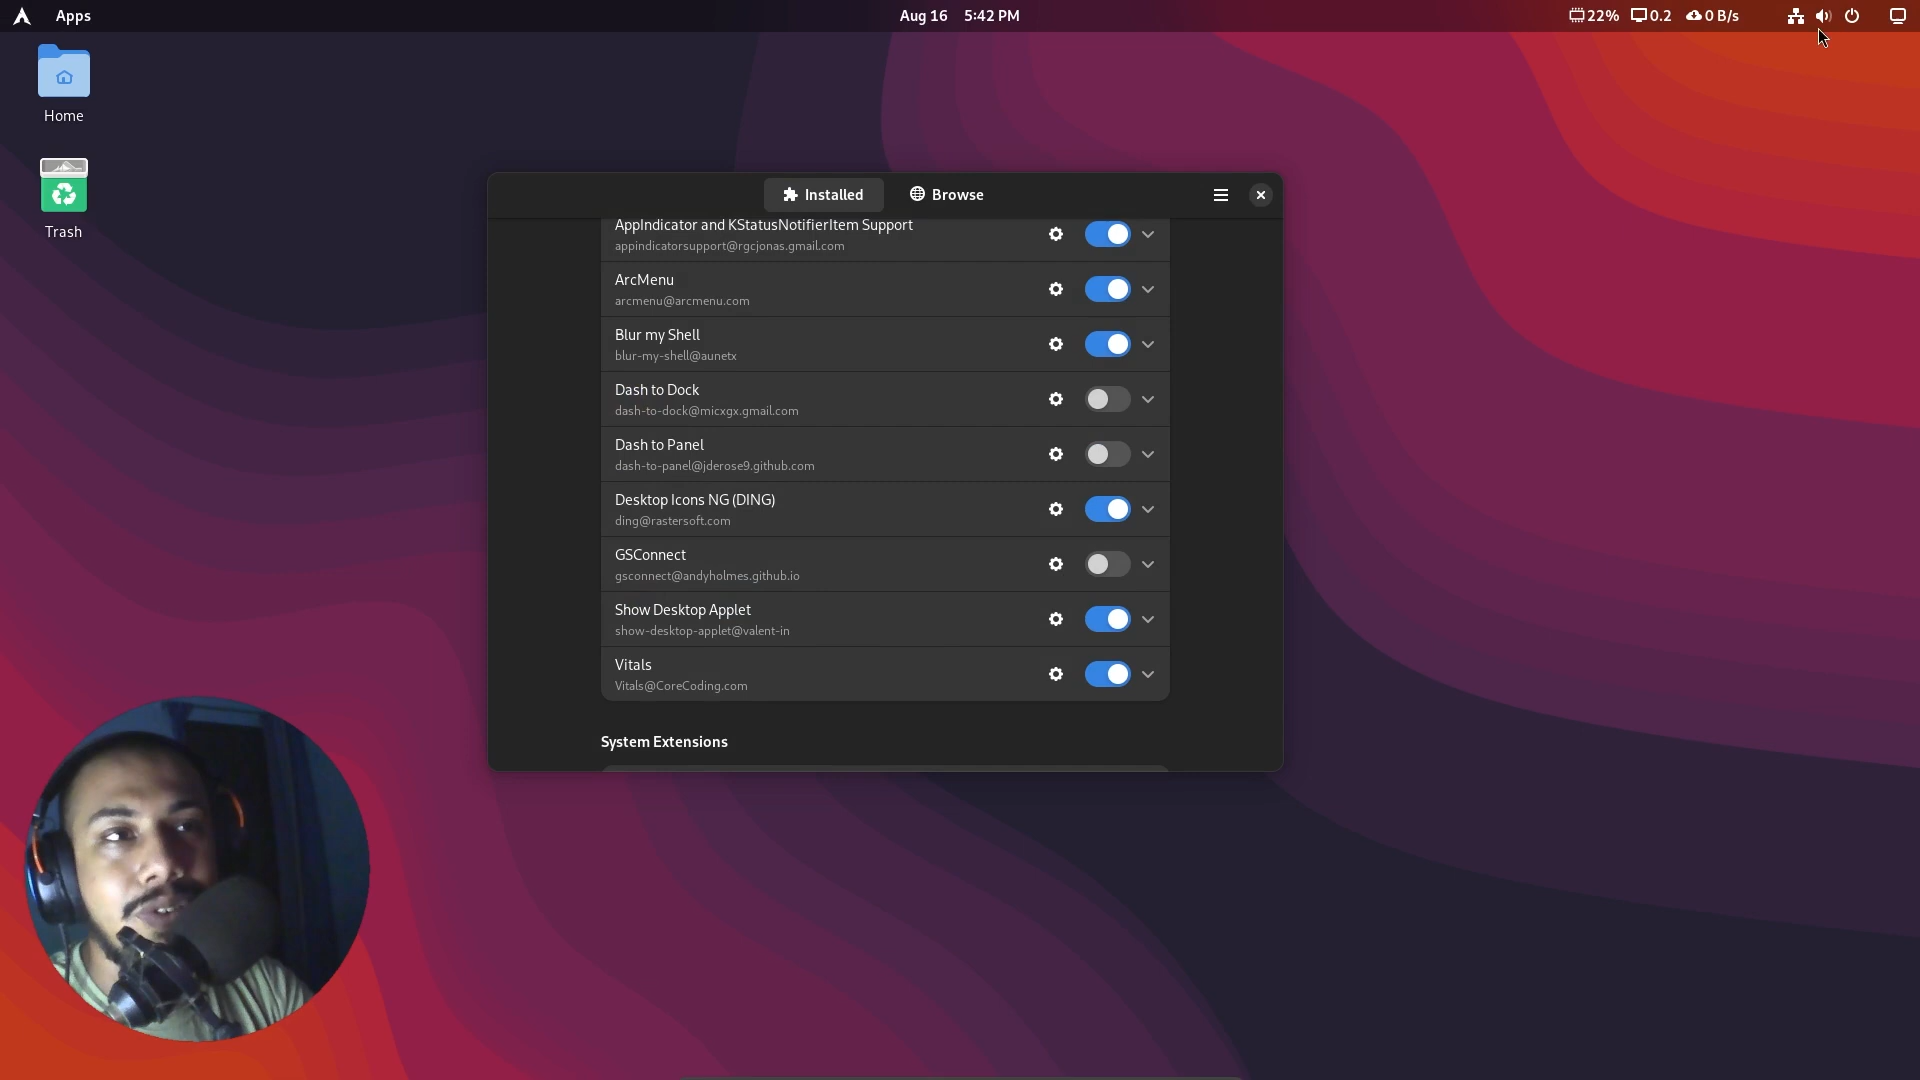 Apps
Aug 16 5:42 PM
22% 0.2 0 B/s
Home
Trash
Installed Browse
AppIndicator and KStatusNotifierItem Support
appindicatorsupport@rgcjonas.gmail.com
ArcMenu
arcmenu@arcmenu.com
Blur my Shell
blur-my-shell@aunetx
Dash to Dock
dash-to-dock@micxgx.gmail.com
Dash to Panel
dash-to-panel@jderose9.github.com
Desktop Icons NG (DING)
ding@rastersoft.com
GSConnect
gsconnect@andyholmes.github.io
Show Desktop Applet
show-desktop-applet@valent-in
Vitals
Vitals@CoreCoding.com
System Extensions